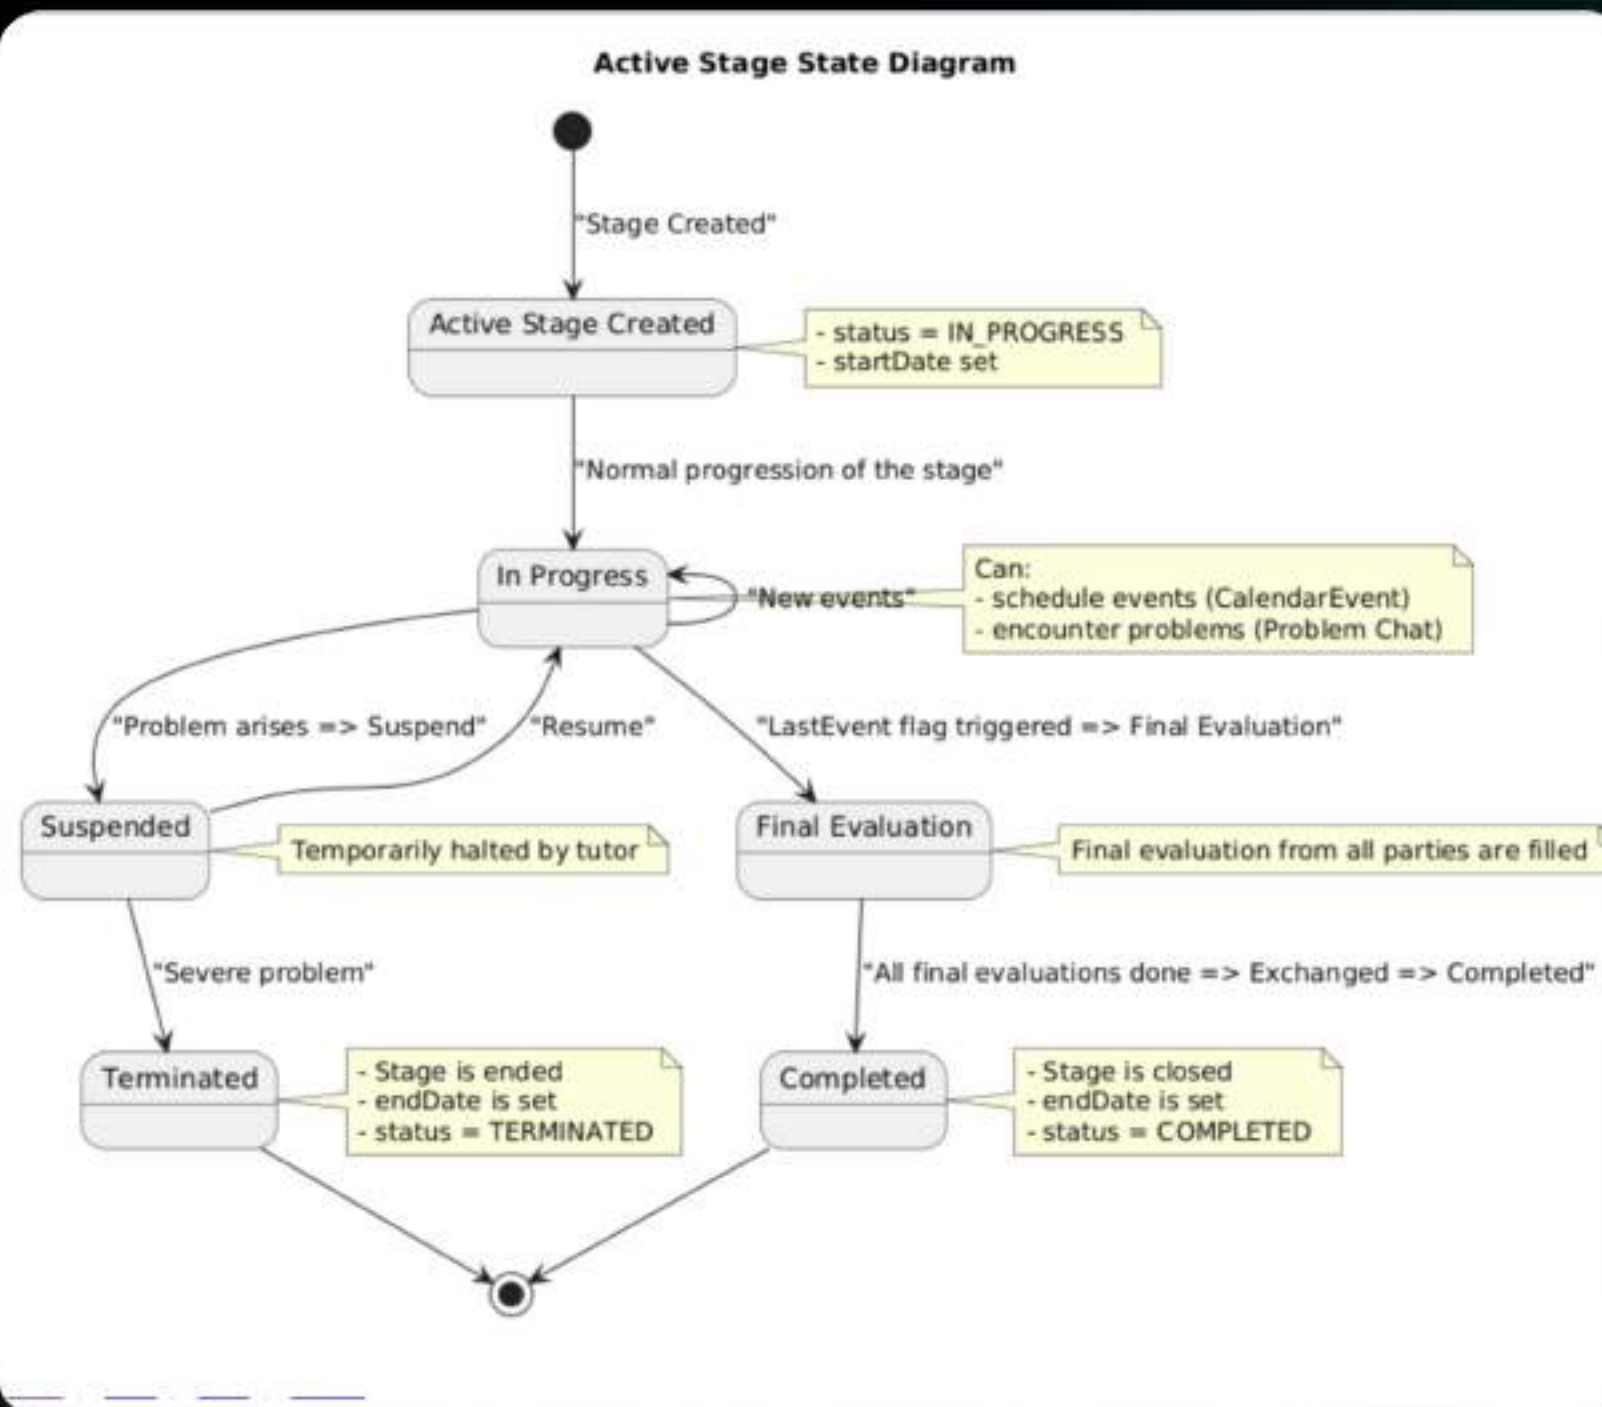 Active Stage State Diagram
"Stage Created"
Active Stage Created
- status = IN_PROGRESS
- startDate set
"Normal progression of the stage"
In Progress
"New events"
Can:
- schedule events (CalendarEvent)
- encounter problems (Problem Chat)
"Problem arises => Suspend"
"Resume"
"LastEvent flag triggered => Final Evaluation"
Suspended
Temporarily halted by tutor
Final Evaluation
Final evaluation from all parties are filled
"Severe problem"
"All final evaluations done => Exchanged => Completed"
Terminated
- Stage is ended
- endDate is set
- status = TERMINATED
Completed
- Stage is closed
- endDate is set
- status = COMPLETED